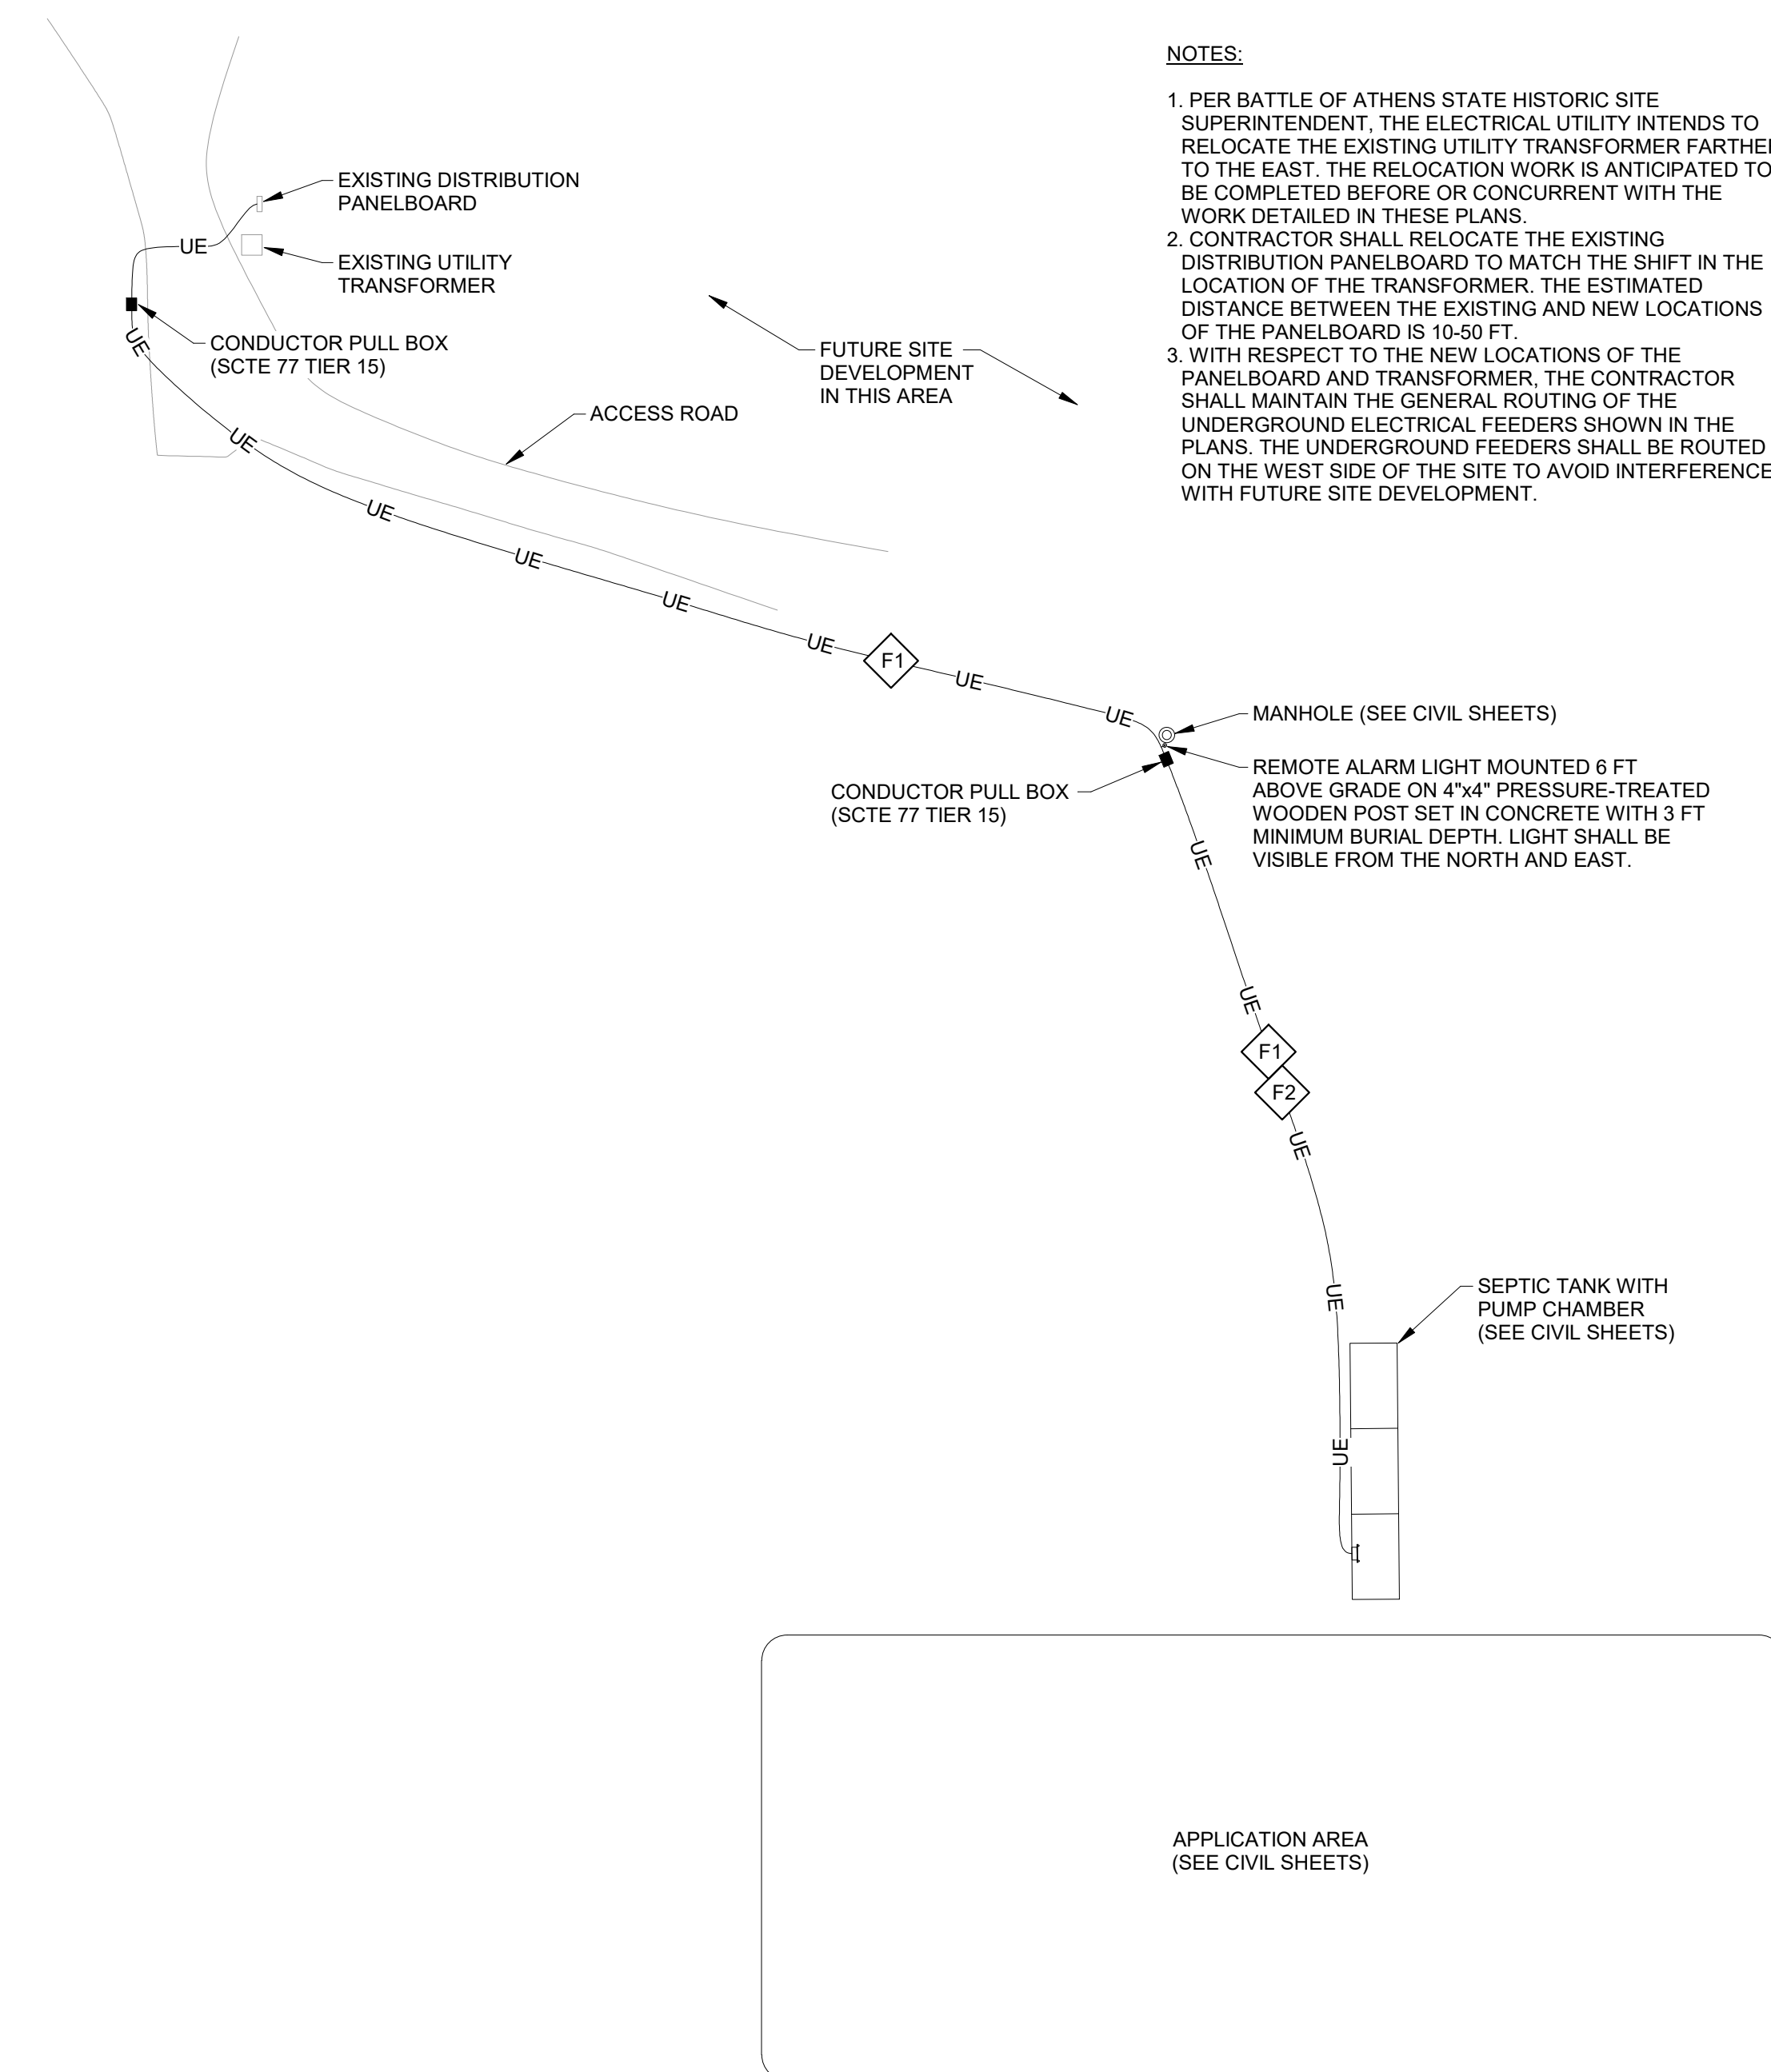 NOTES:
1. PER BATTLE OF ATHENS STATE HISTORIC SITE
SUPERINTENDENT, THE ELECTRICAL UTILITY INTENDS TO
RELOCATE THE EXISTING UTILITY TRANSFORMER FARTHE
TO THE EAST. THE RELOCATION WORK IS ANTICIPATED TO
BE COMPLETED BEFORE OR CONCURRENT WITH THE
WORK DETAILED IN THESE PLANS.
2. CONTRACTOR SHALL RELOCATE THE EXISTING
DISTRIBUTION PANELBOARD TO MATCH THE SHIFT IN THE
LOCATION OF THE TRANSFORMER. THE ESTIMATED
DISTANCE BETWEEN THE EXISTING AND NEW LOCATIONS
OF THE PANELBOARD IS 10-50 FT.
3. WITH RESPECT TO THE NEW LOCATIONS OF THE
PANELBOARD AND TRANSFORMER, THE CONTRACTOR
SHALL MAINTAIN THE GENERAL ROUTING OF THE
UNDERGROUND ELECTRICAL FEEDERS SHOWN IN THE
PLANS. THE UNDERGROUND FEEDERS SHALL BE ROUTED
ON THE WEST SIDE OF THE SITE TO AVOID INTERFERENCE
WITH FUTURE SITE DEVELOPMENT.
EXISTING DISTRIBUTION
PANELBOARD
UE
EXISTING UTILITY
TRANSFORMER
UE
CONDUCTOR PULL BOX
(SCTE 77 TIER 15)
FUTURE SITE
DEVELOPMENT
IN THIS AREA
ACCESS ROAD
UE
UE
UE
UE
UE
F1
UE
UE
MANHOLE (SEE CIVIL SHEETS)
REMOTE ALARM LIGHT MOUNTED 6 FT
ABOVE GRADE ON 4"x4" PRESSURE-TREATED
WOODEN POST SET IN CONCRETE WITH 3 FT
MINIMUM BURIAL DEPTH. LIGHT SHALL BE
VISIBLE FROM THE NORTH AND EAST.
CONDUCTOR PULL BOX
(SCTE 77 TIER 15)
UE
UE
F1
F2
UE
UE
SEPTIC TANK WITH
PUMP CHAMBER
(SEE CIVIL SHEETS)
UE
APPLICATION AREA
(SEE CIVIL SHEETS)